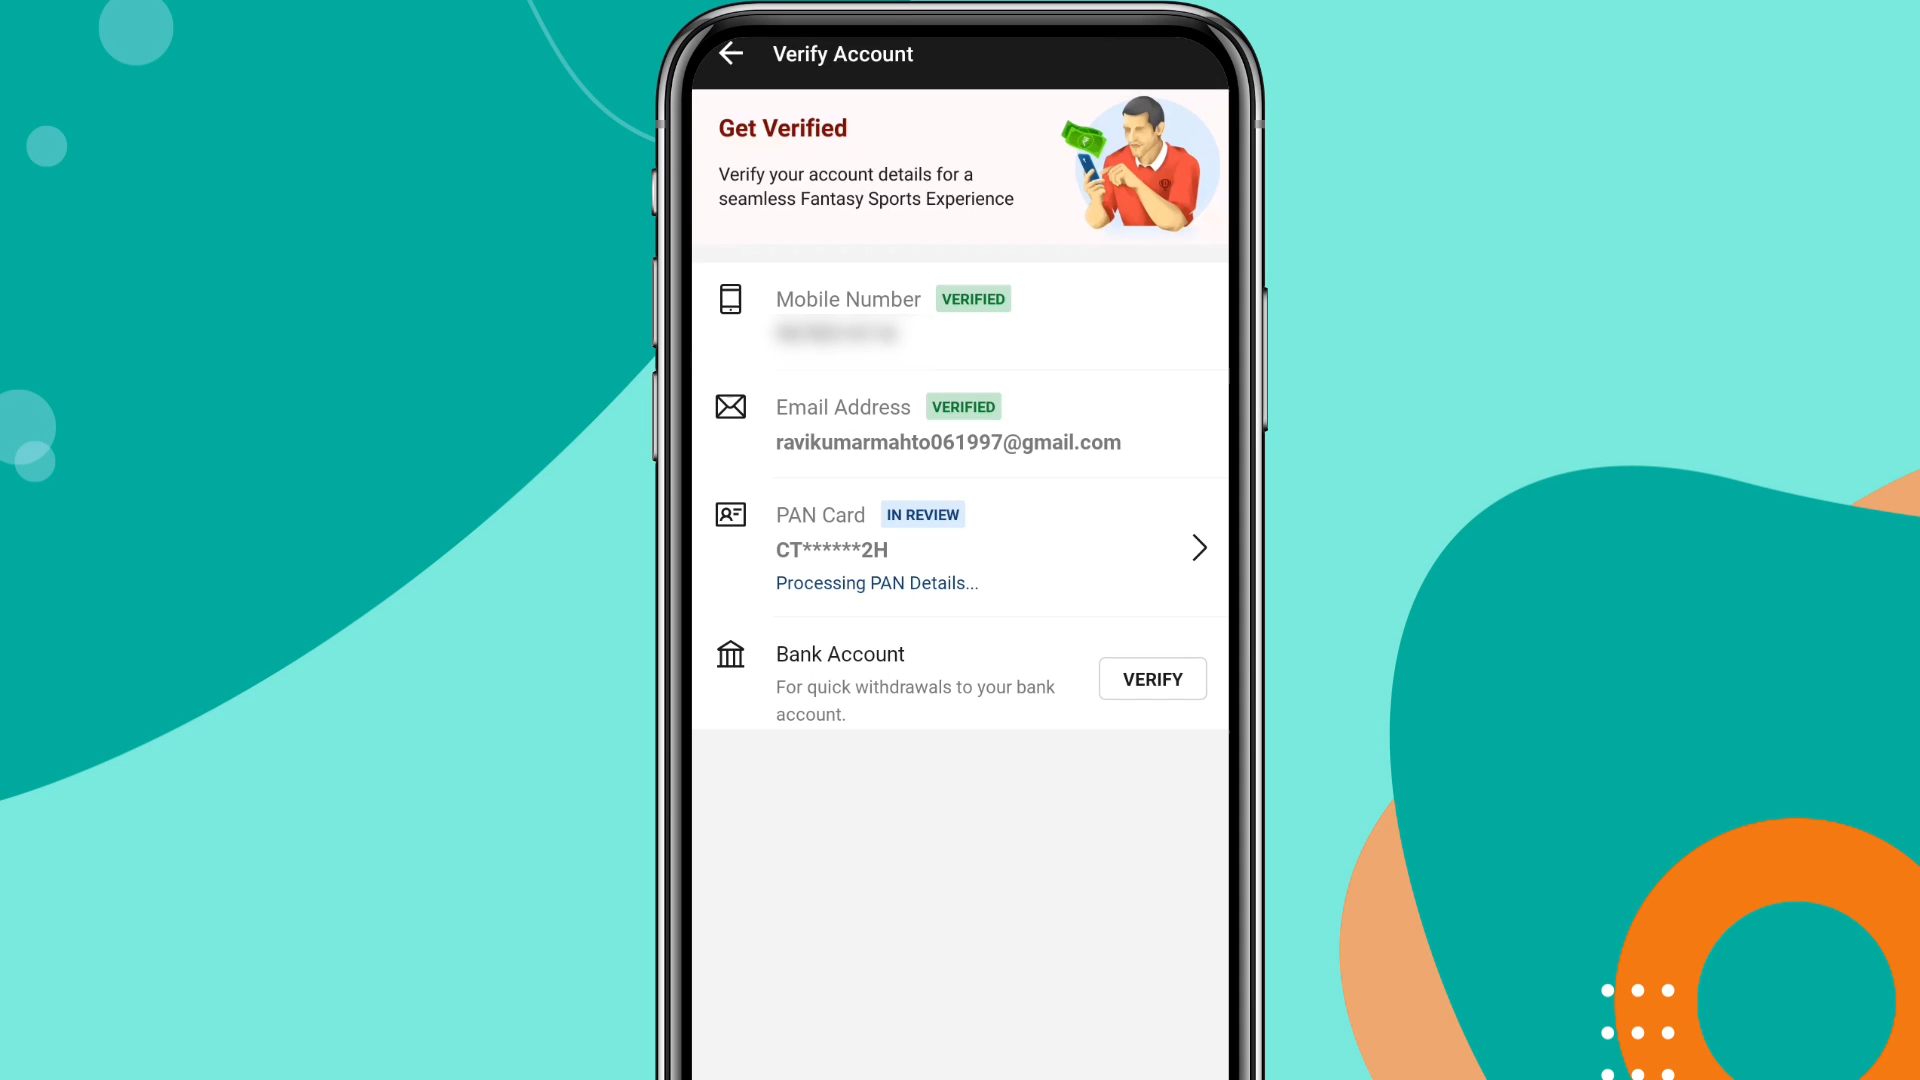 Verify Account
Get Verified
Verify your account details for a
seamless Fantasy Sports Experience
Mobile Number VERIFIED
Email Address VERIFIED
ravikumarmahto061997@gmail.com
PAN Card IN REVIEW
CT******2H
Processing PAN Details...
Bank Account
For quick withdrawals to your bank
account.
VERIFY